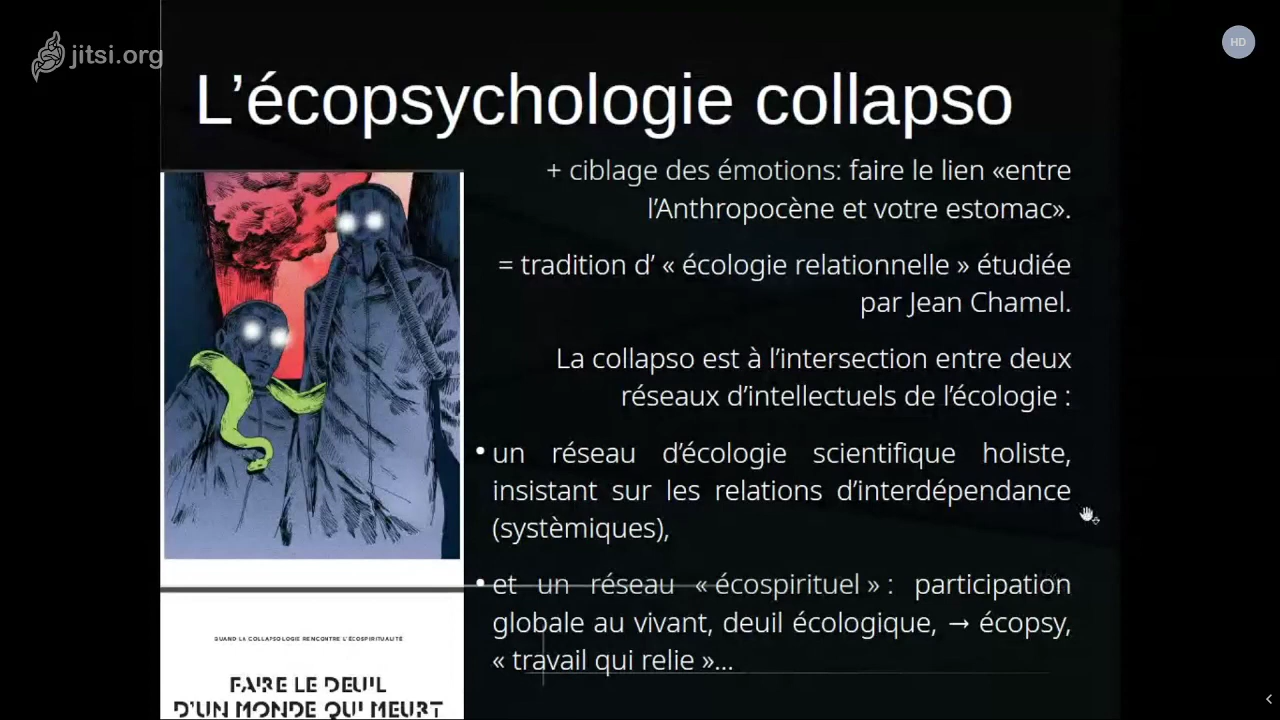 jitsi.org
HD
L’écopsychologie collapso
+ ciblage des émotions: faire le lien «entre
l’Anthropocène et votre estomac».
= tradition d’ « écologie relationnelle » étudiée
par Jean Chamel.
La collapso est à l’intersection entre deux
réseaux d’intellectuels de l’écologie :
• un réseau d’écologie scientifique holiste,
insistant sur les relations d’interdépendance
(systèmiques),
• et un réseau « écospirituel » : participation
globale au vivant, deuil écologique, → écopsy,
« travail qui relie »...
QUAND LA COLLAPSOLOGIE RENCONTRE L’ÉCOSPIRITUALITÉ
FAIRE LE DEUIL
D’UN MONDE QUI MEURT